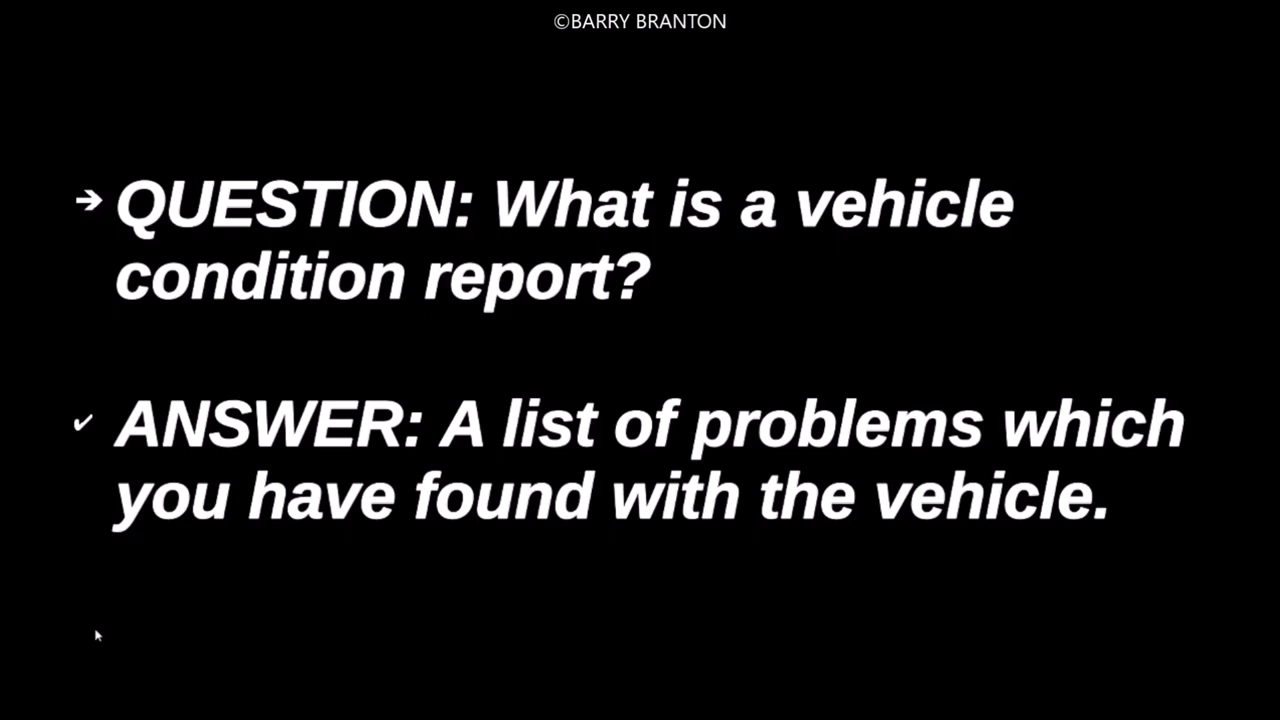 ©BARRY BRANTON
➔ QUESTION: What is a vehicle
condition report?
✔ ANSWER: A list of problems which
you have found with the vehicle.